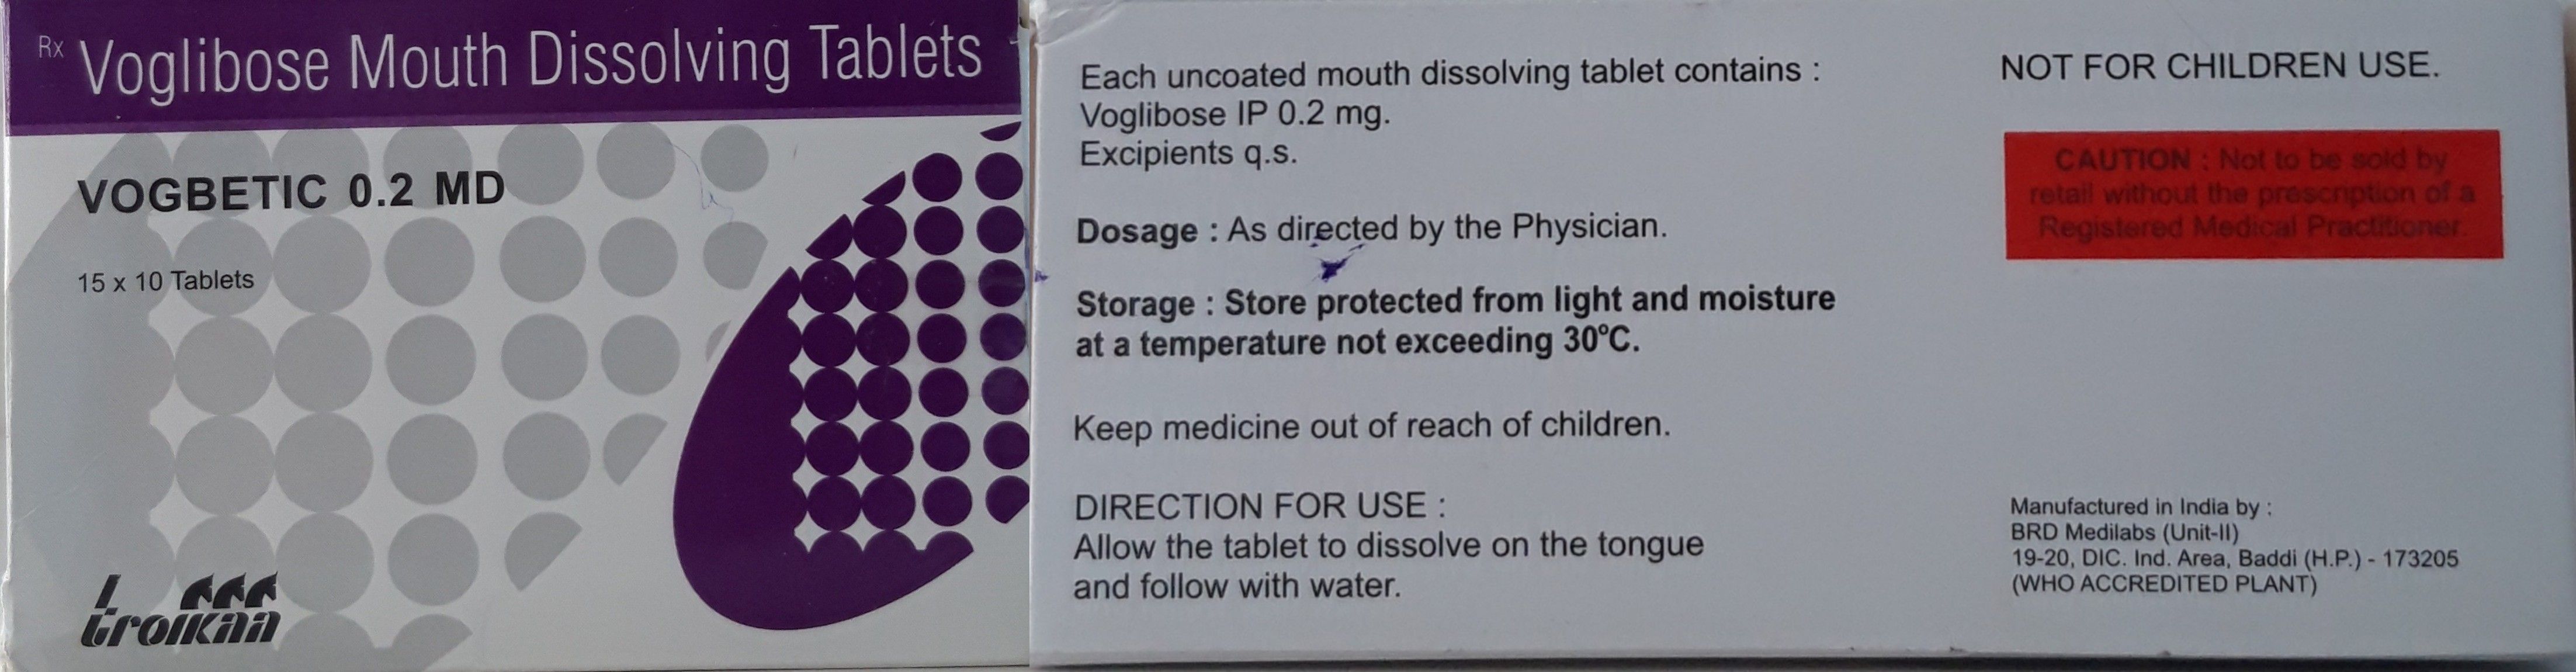 Rx Voglibose Mouth Dissolving Tablets
VOGBETIC 0.2 MD
15 x 10 Tablets
troikaa
Each uncoated mouth dissolving tablet contains :
Voglibose IP 0.2 mg.
Excipients q.s.
Dosage : As directed by the Physician.
Storage : Store protected from light and moisture
at a temperature not exceeding 30ºC.
Keep medicine out of reach of children.
DIRECTION FOR USE :
Allow the tablet to dissolve on the tongue
and follow with water.
NOT FOR CHILDREN USE.
CAUTION : Not to be sold by
retail without the prescription of a
Registered Medical Practitioner.
Manufactured in India by :
BRD Medilabs (Unit-II)
19-20, DIC. Ind. Area, Baddi (H.P.) - 173205
(WHO ACCREDITED PLANT)